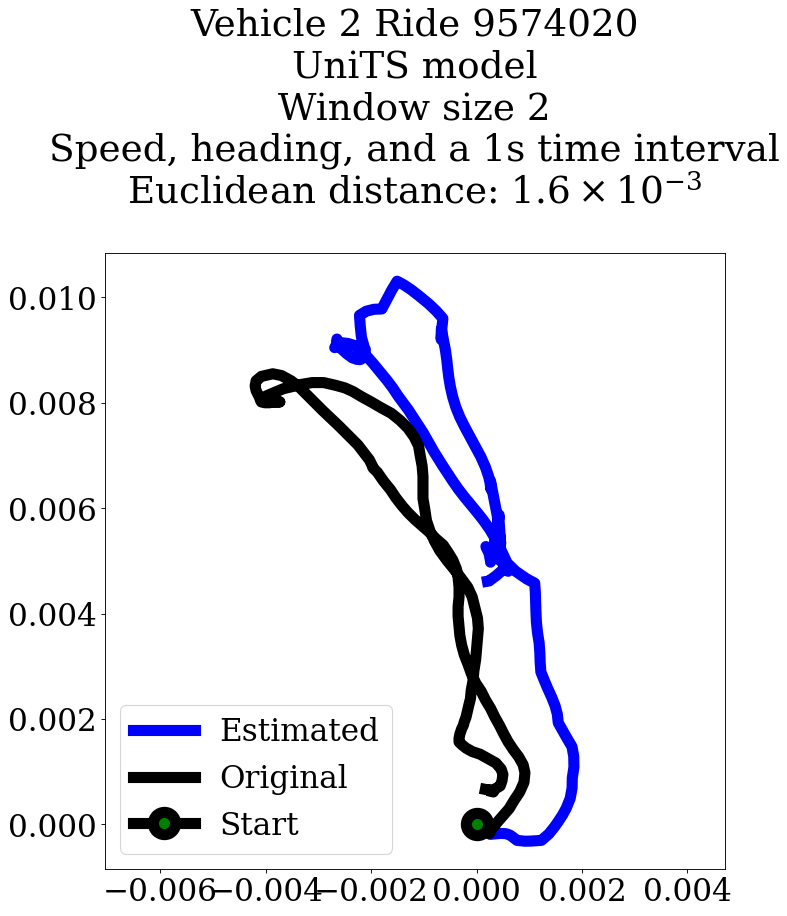 Vehicle 2 Ride 9574020
UniTS model
Window size 2
Speed, heading, and a 1s time interval
Euclidean distance: $1.6 \times 10^{-3}$
0.010
0.008
0.006
0.004
0.002
0.000
Estimated
Original
Start
−0.006 −0.004 −0.002 0.000 0.002 0.004